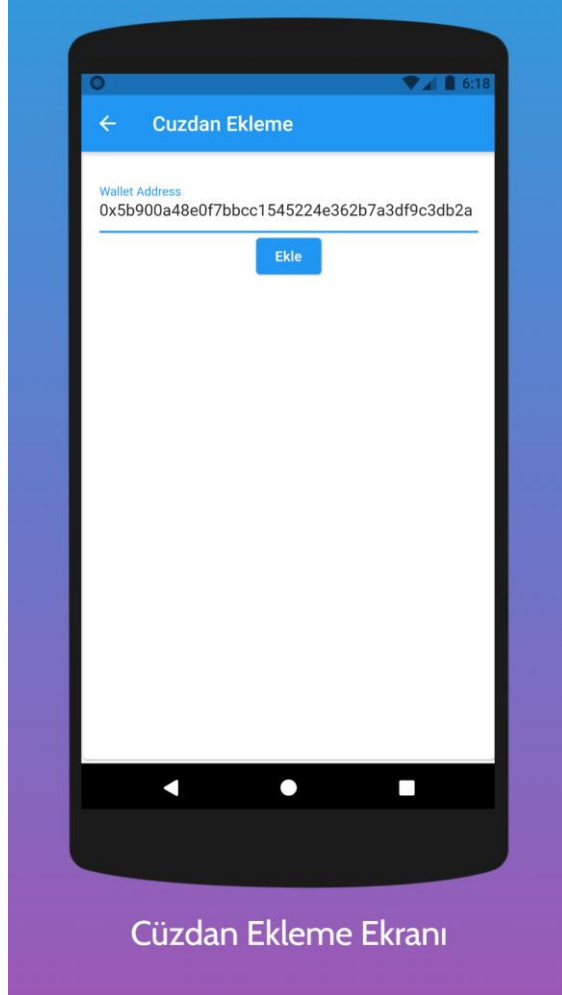 6:18
Cuzdan Ekleme
Wallet Address
0x5b900a48e0f7bbcc1545224e362b7a3df9c3db2a
Ekle
Cüzdan Ekleme Ekranı